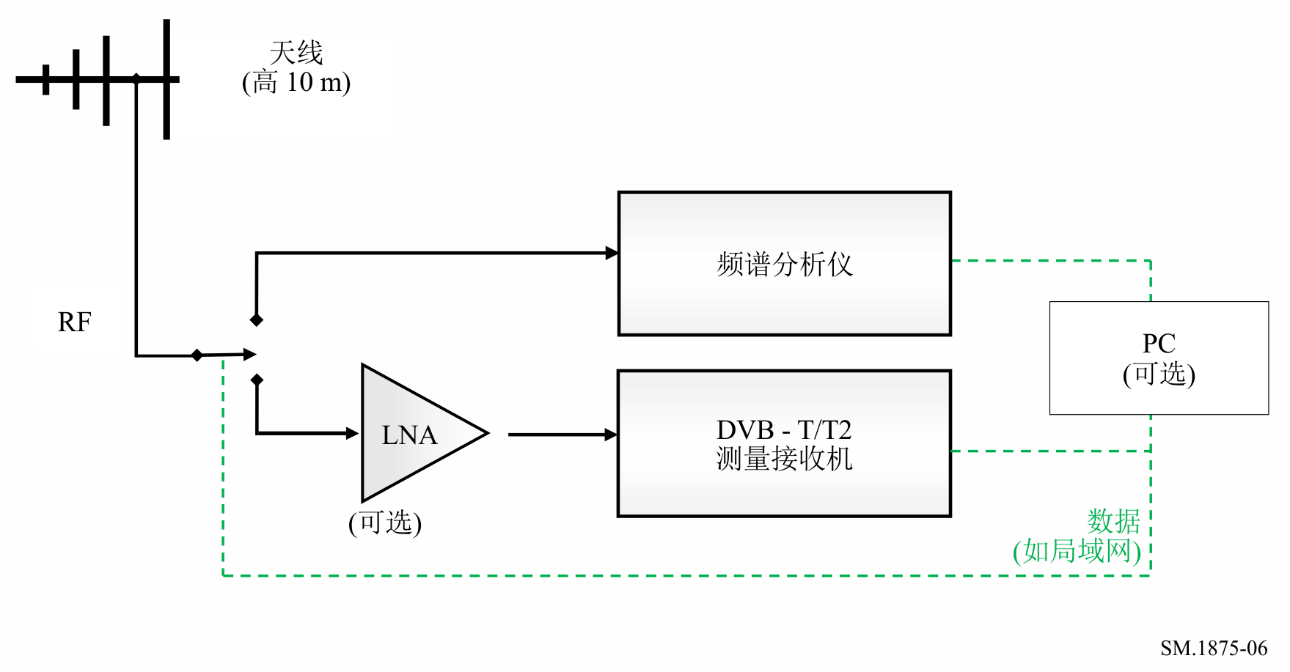 天线
(高 10 m)
频谱分析仪
RF
PC
(可选)
LNA
DVB - T/T2
测量接收机
(可选)
数据
(如局域网)
SM.1875-06